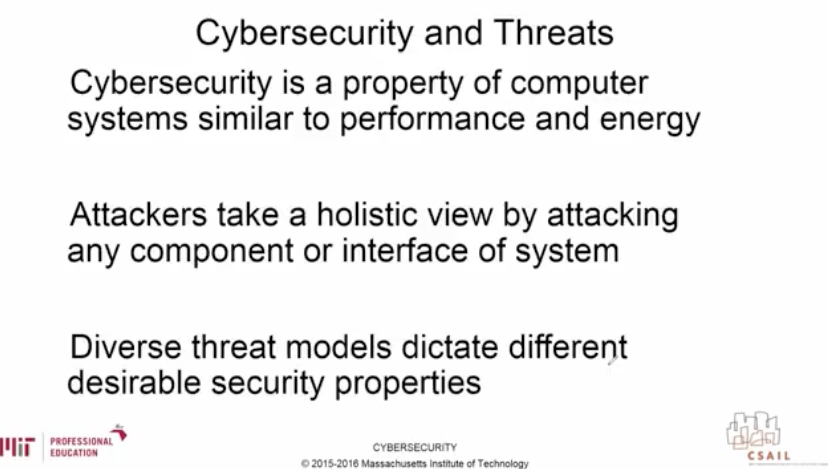 Cybersecurity and Threats
Cybersecurity is a property of computer
systems similar to performance and energy
Attackers take a holistic view by attacking
any component or interface of system
Diverse threat models dictate different
desirable security properties
MIT PROFESSIONAL
EDUCATION
CYBERSECURITY
© 2015-2016 Massachusetts Institute of Technology
CSAIL